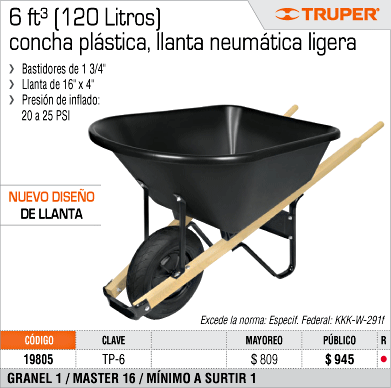 6 ft³ (120 Litros)
TRUPER®
concha plástica, llanta neumática ligera
Bastidores de 1 3/4"
Llanta de 16" x 4"
Presión de inflado:
20 a 25 PSI
NUEVO DISEÑO
DE LLANTA
Excede la norma: Especif. Federal: KKK-W-291f
CÓDIGO CLAVE MAYOREO PÚBLICO R
19805 TP-6 $ 809 $ 945
GRANEL 1 / MASTER 16 / MÍNIMO A SURTIR 1